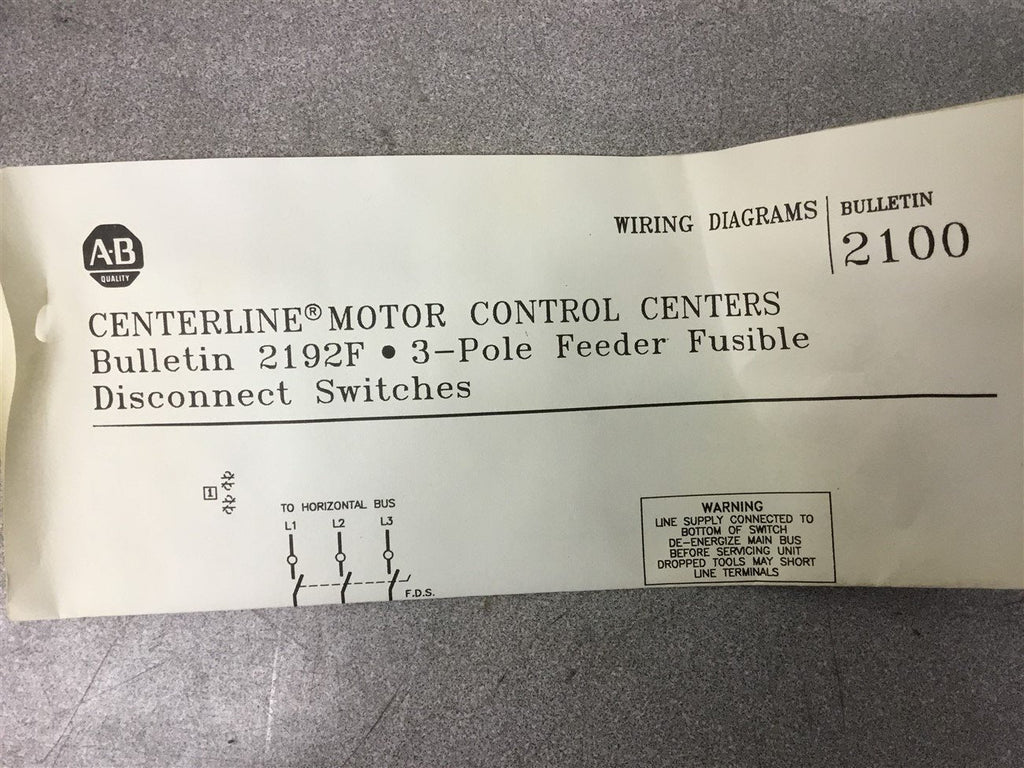 A-B
QUALITY
WIRING DIAGRAMS
BULLETIN
2100
CENTERLINE® MOTOR CONTROL CENTERS
Bulletin 2192F • 3-Pole Feeder Fusible
Disconnect Switches
1
TO HORIZONTAL BUS
L1 L2 L3
F.D.S.
WARNING
LINE SUPPLY CONNECTED TO
BOTTOM OF SWITCH
DE-ENERGIZE MAIN BUS
BEFORE SERVICING UNIT
DROPPED TOOLS MAY SHORT
LINE TERMINALS